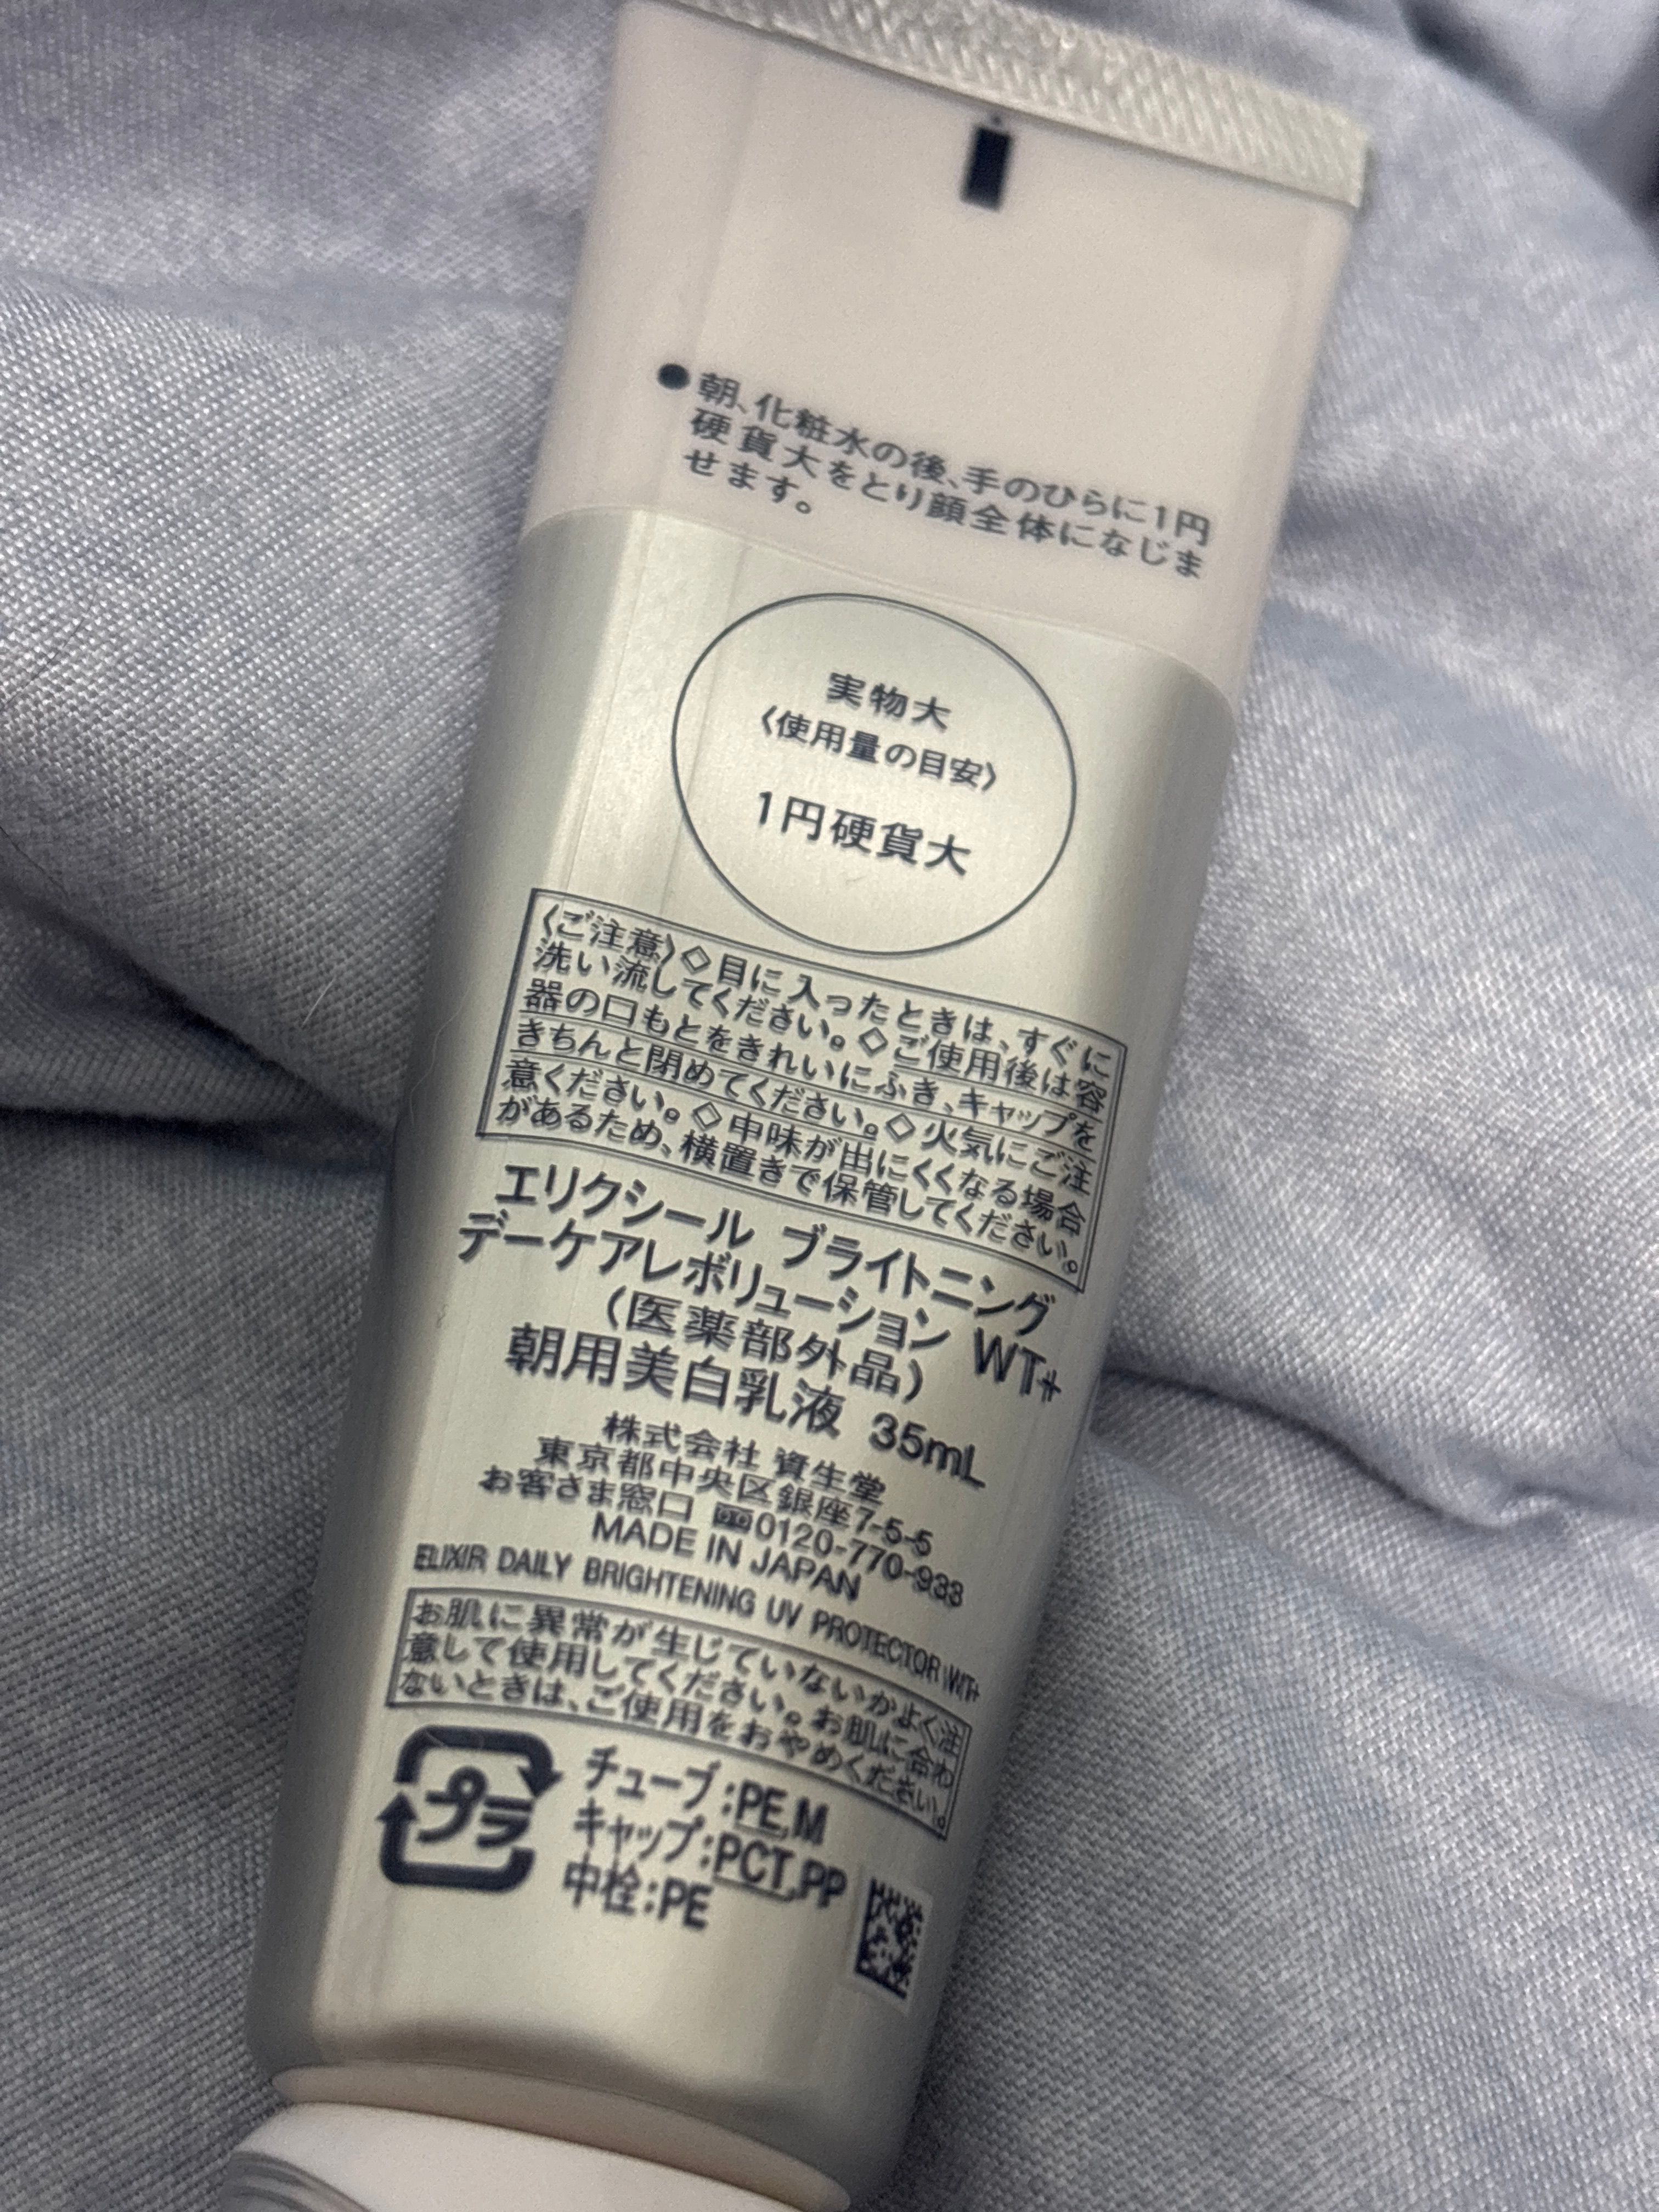 ●朝、化粧水の後、手のひらに1円
硬貨大をとり顔全体になじま
せます。
実物大
〈使用量の目安〉
1円硬貨大
〈ご注意〉◇目に入ったときは、すぐに
洗い流してください。◇ご使用後は容
器の口もとをきれいにふき、キャップを
きちんと閉めてください。◇火気にご注
意ください。◇中味が出にくくなる場合
があるため、横置きで保管してください。
エリクシール ブライトニング
デーケアレボリューション WT+
(医薬部外品)
朝用美白乳液 35mL
株式会社 資生堂
東京都中央区銀座7-5-5
お客さま窓口 0120-770-933
MADE IN JAPAN
ELIXIR DAILY BRIGHTENING UV PROTECTOR WT+
お肌に異常が生じていないかよく注
意して使用してください。お肌に合わ
ないときは、ご使用をおやめください。
プラ
チューブ:PE,M
キャップ:PCT,PP
中栓:PE